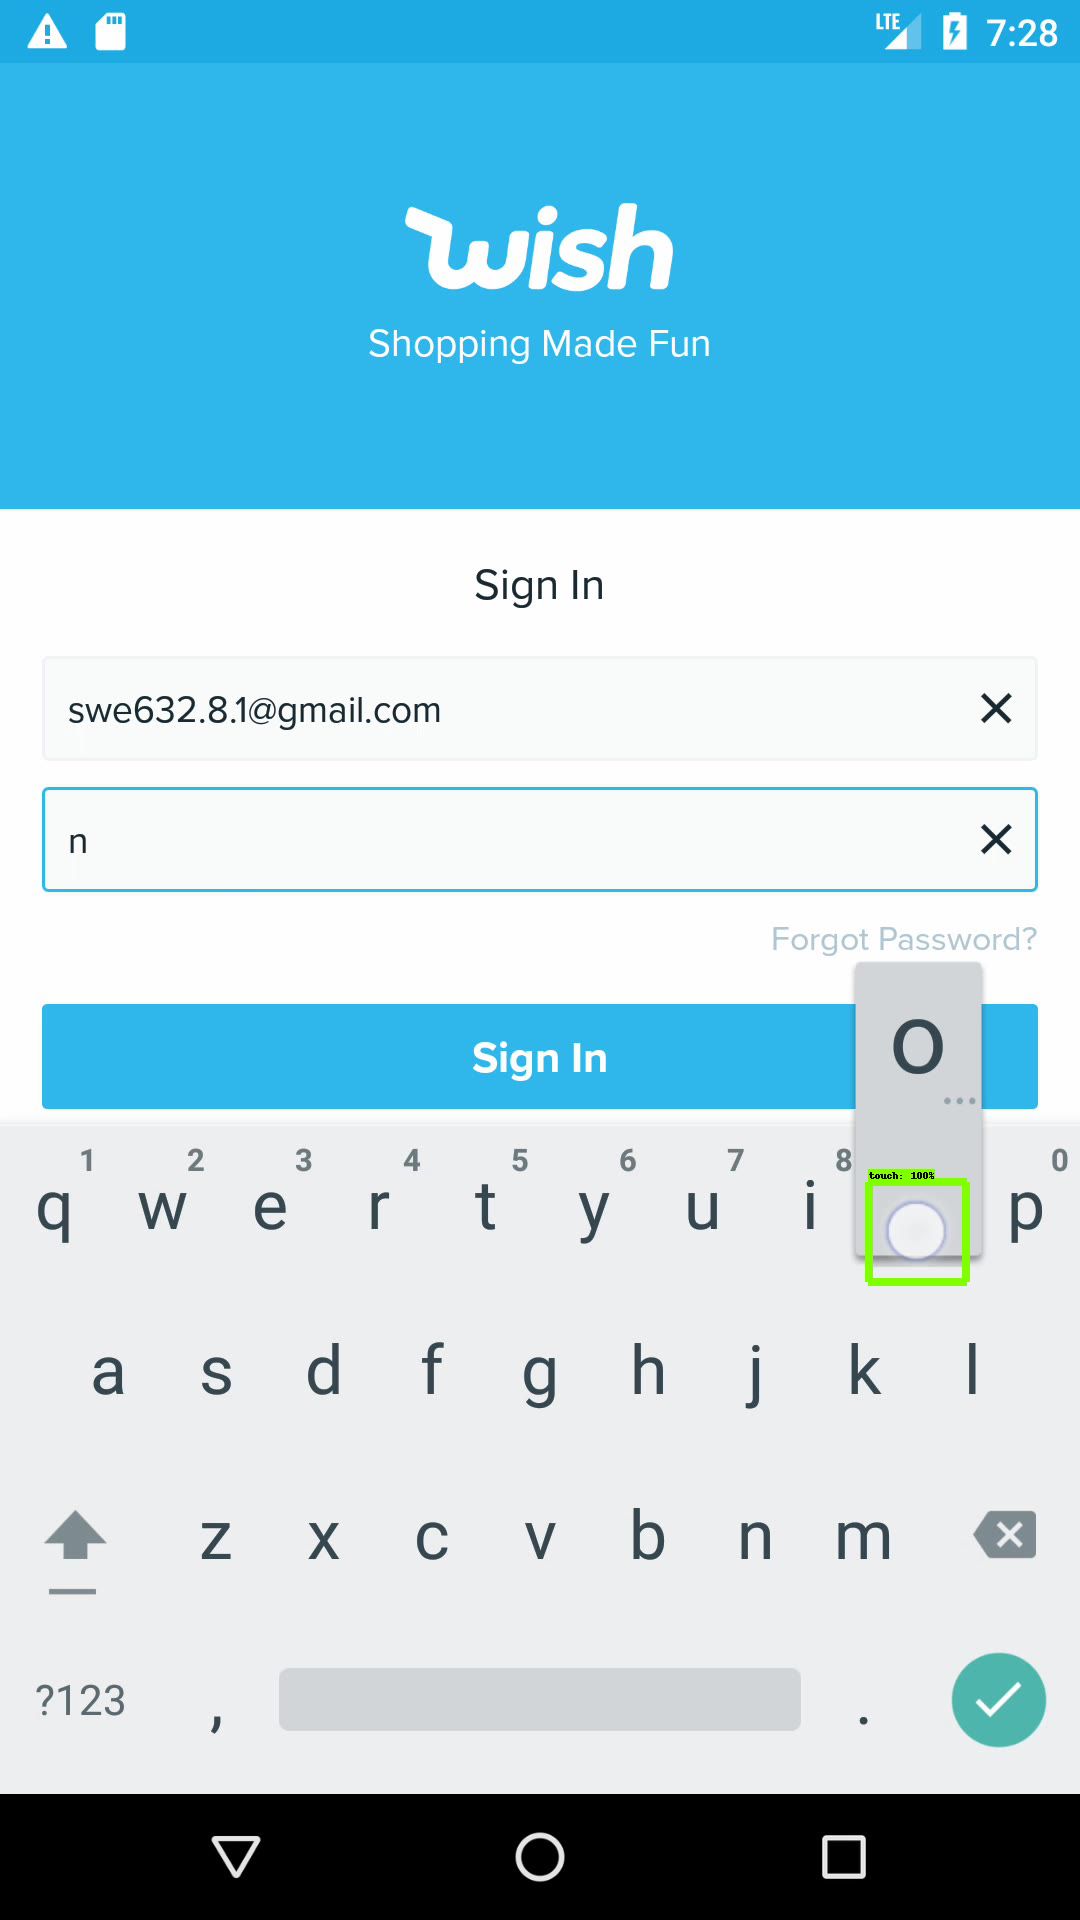 LTE 7:28
wish
Shopping Made Fun
Sign In
swe632.8.1@gmail.com
n
Forgot Password?
Sign In
o
...
1 2 3 4 5 6 7 8 0
touch: 100%
q w e r t y u i p
a s d f g h j k l
z x c v b n m
?123 , .